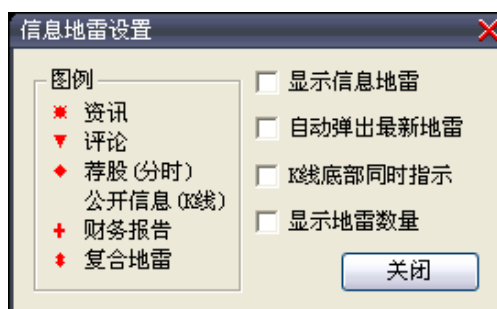 信息地雷设置
图例
资讯
评论
荐股(分时)
公开信息(K线)
财务报告
复合地雷
显示信息地雷
自动弹出最新地雷
K线底部同时指示
显示地雷数量
关闭